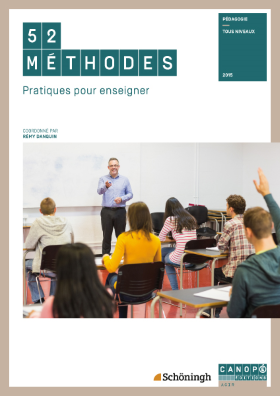 52
MÉTHODES
Pratiques pour enseigner
PÉDAGOGIE
TOUS NIVEAUX
2015
COORDONNÉ PAR
RÉMY DANQUIN
Schöningh
CANOPÉ